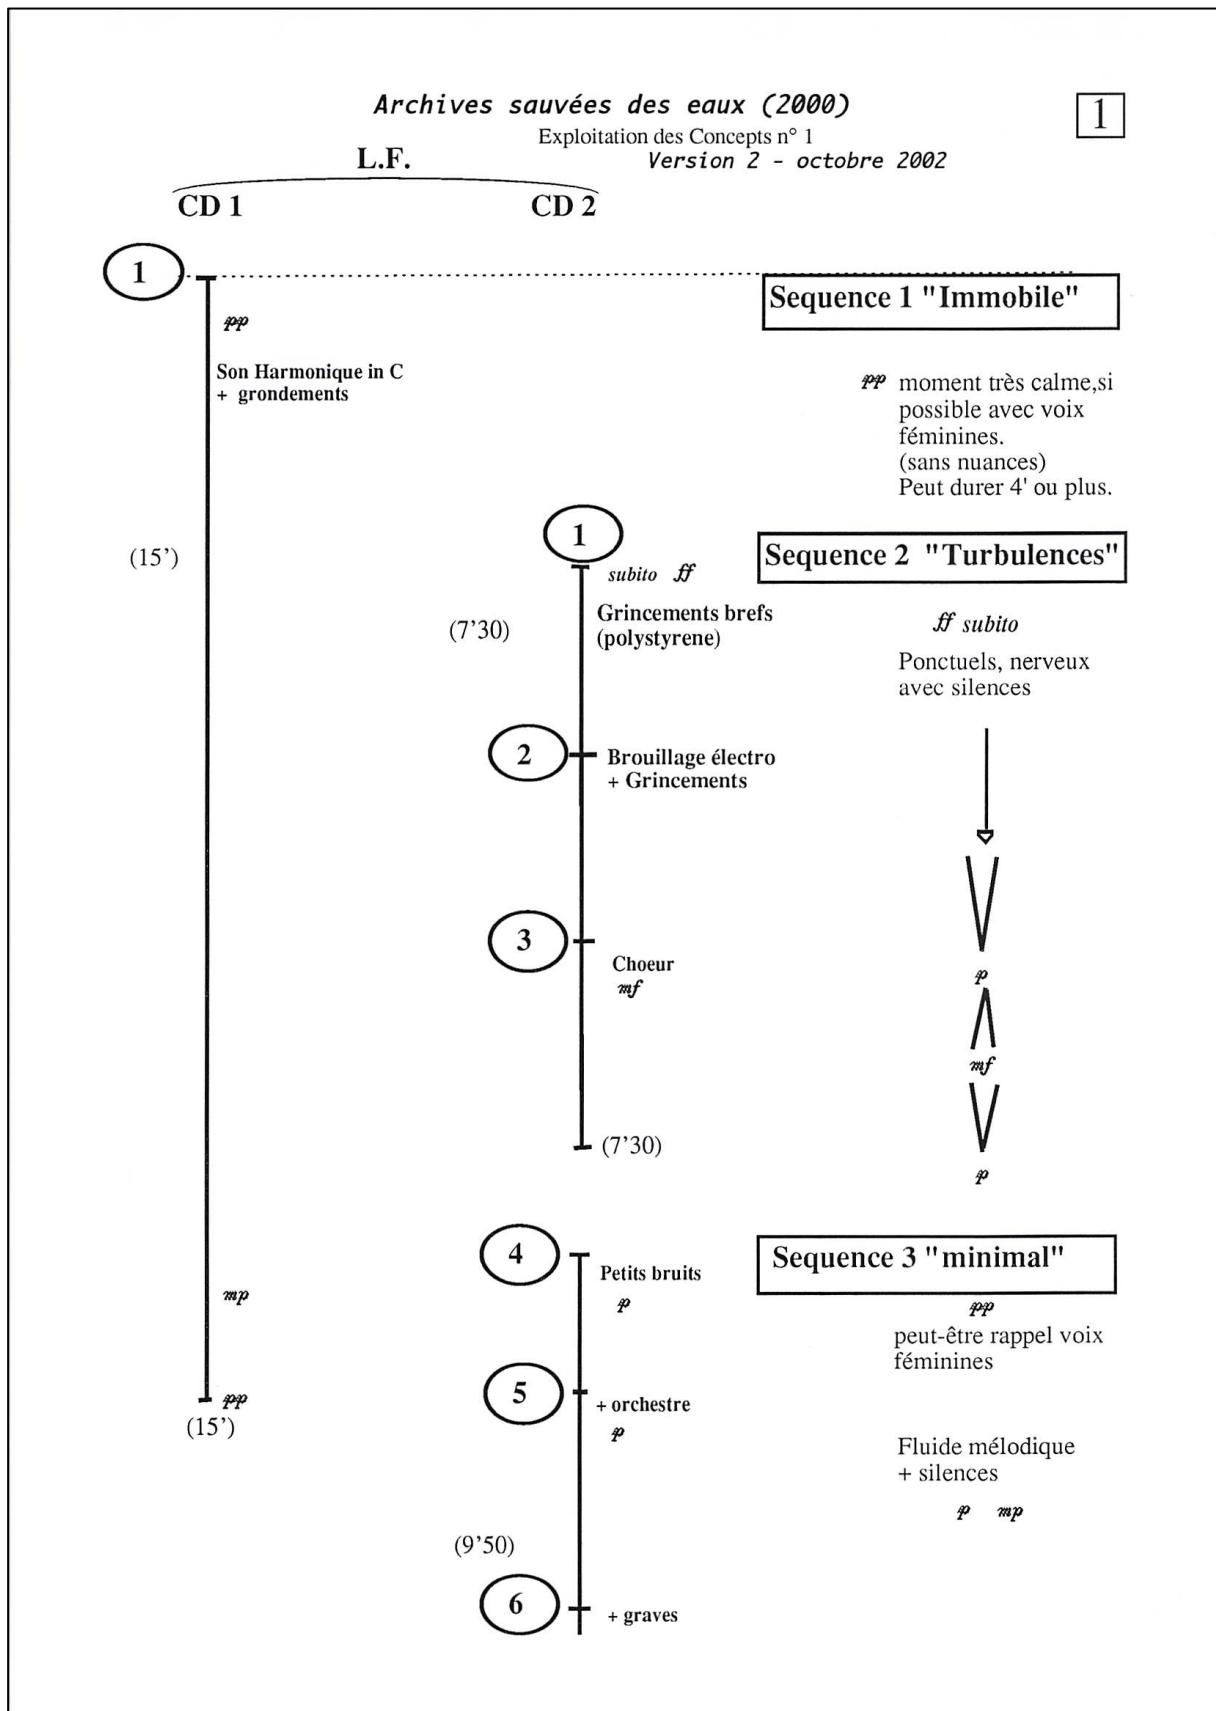 Archives sauvées des eaux (2000)
1
Exploitation des Concepts n° 1
L.F.
Version 2 - octobre 2002
CD 1
CD 2
1
Sequence 1 "Immobile"
pp
Son Harmonique in C
+ grondements
pp moment très calme,si
possible avec voix
féminines.
(sans nuances)
Peut durer 4' ou plus.
(15’)
1
Sequence 2 "Turbulences"
subito ff
(7’30)
Grincements brefs
(polystyrene)
ff subito
Ponctuels, nerveux
avec silences
2
Brouillage électro
+ Grincements
3
Choeur
mf
p
mf
(7’30)
p
4
Sequence 3 "minimal"
Petits bruits
p
mp
pp
peut-être rappel voix
féminines
5
+ orchestre
p
pp
(15’)
Fluide mélodique
+ silences
p mp
(9’50)
6
+ graves